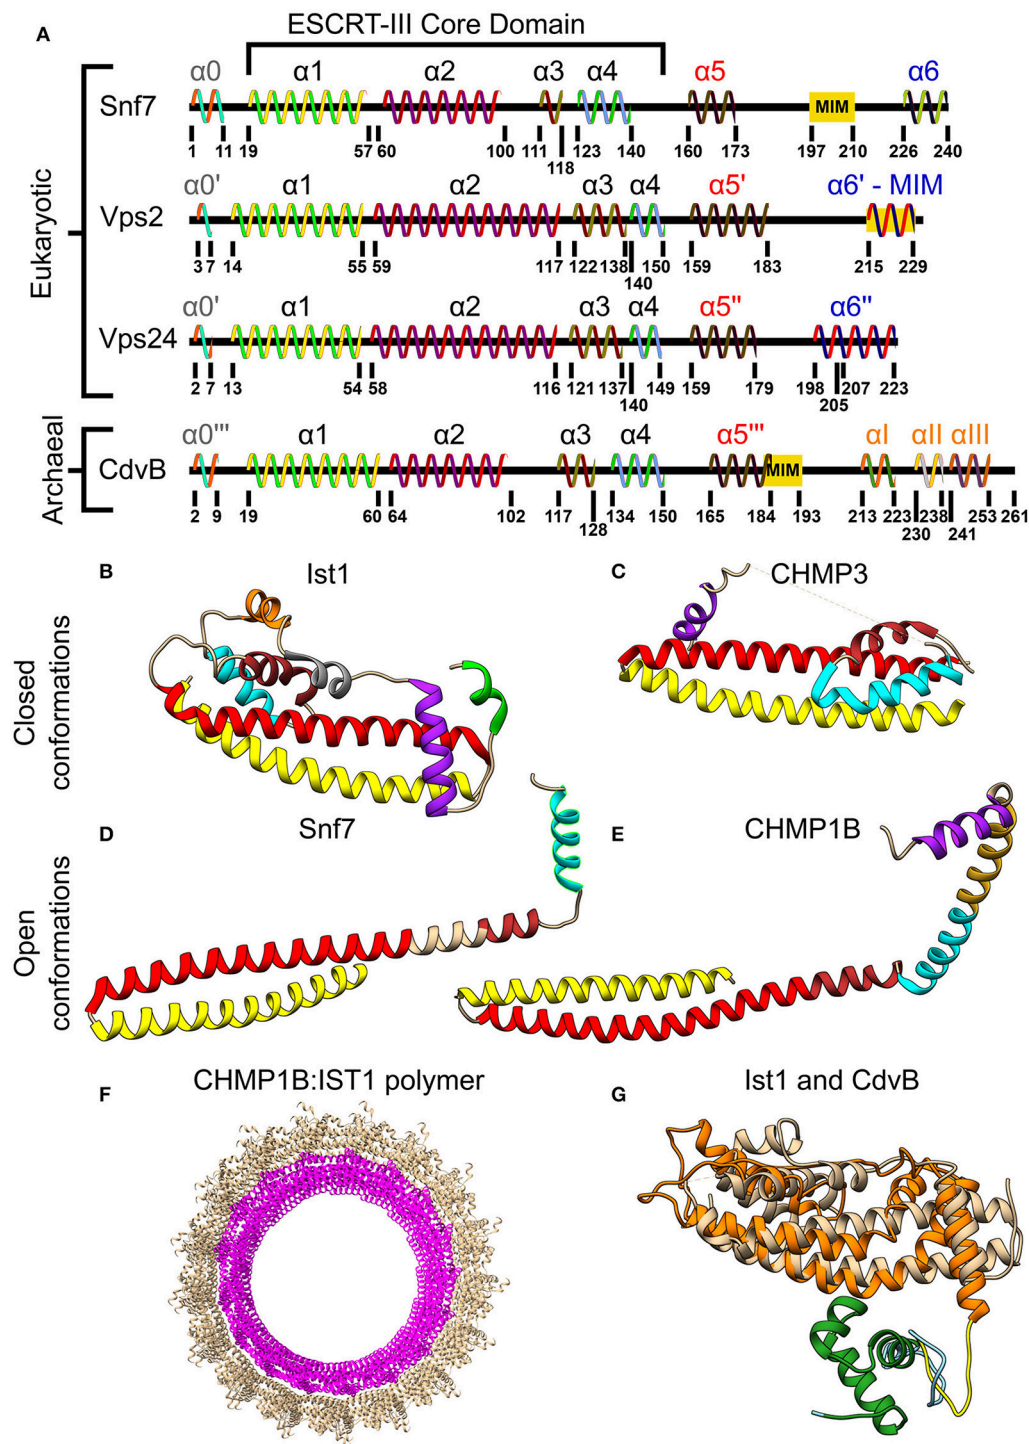 A
ESCRT-III Core Domain
α0 α1 α2 α3 α4 α5 α6
Snf7
MIM
1 11 19 57 60 100 111 118 123 140 160 173 197 210 226 240
Eukaryotic
α0' α1 α2 α3 α4 α5' α6' - MIM
Vps2
3 7 14 55 59 117 122 138 140 150 159 183 215 229
α0' α1 α2 α3 α4 α5'' α6''
Vps24
2 7 13 54 58 116 121 137 140 149 159 179 198 205 207 223
Archaeal
α0''' α1 α2 α3 α4 α5''' αI αII αIII
CdvB
MIM
2 9 19 60 64 102 117 128 134 150 165 184 193 213 223 230 238 241 253 261
B
Ist1
C
CHMP3
Closed
conformations
D
Snf7
E
CHMP1B
Open
conformations
F
CHMP1B:IST1 polymer
G
Ist1 and CdvB